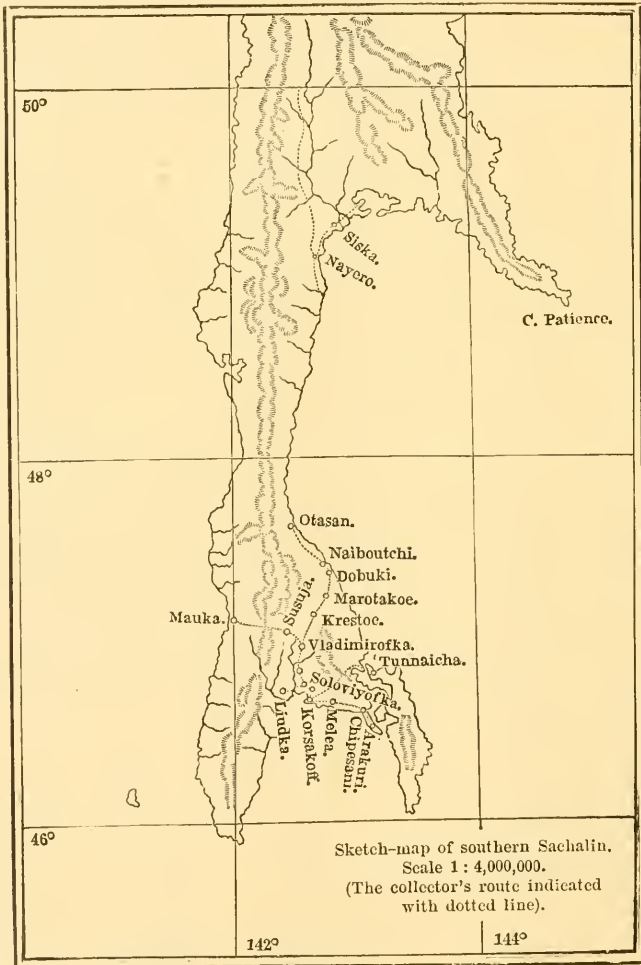 50°
Siska.
Nayero.
C. Patience.
48°
Otasan.
Naiboutchi.
Dobuki.
Susuja.
Marotakoe.
Mauka.
Krestoe.
Vladimirofka.
Tunnaicha.
Soloviyofka.
Liudka.
Korsakoff.
Melea.
Chipesani.
Arakuri.
46°
Sketch-map of southern Sachalin.
Scale 1 : 4,000,000.
(The collector's route indicated
with dotted line).
142°
144°